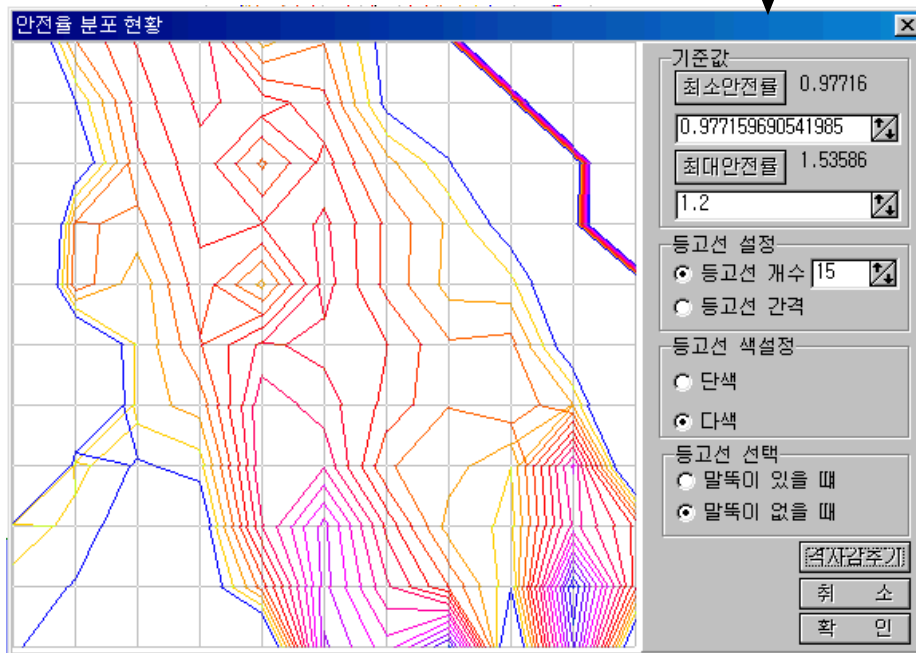 안전율 분포 현황
기준값
최소안전률 0.97716
0.977159690541985
최대안전률 1.53586
1.2
등고선 설정
등고선 개수 15
등고선 간격
등고선 색설정
단색
다색
등고선 선택
말뚝이 있을 때
말뚝이 없을 때
격자감추기
취 소
확 인